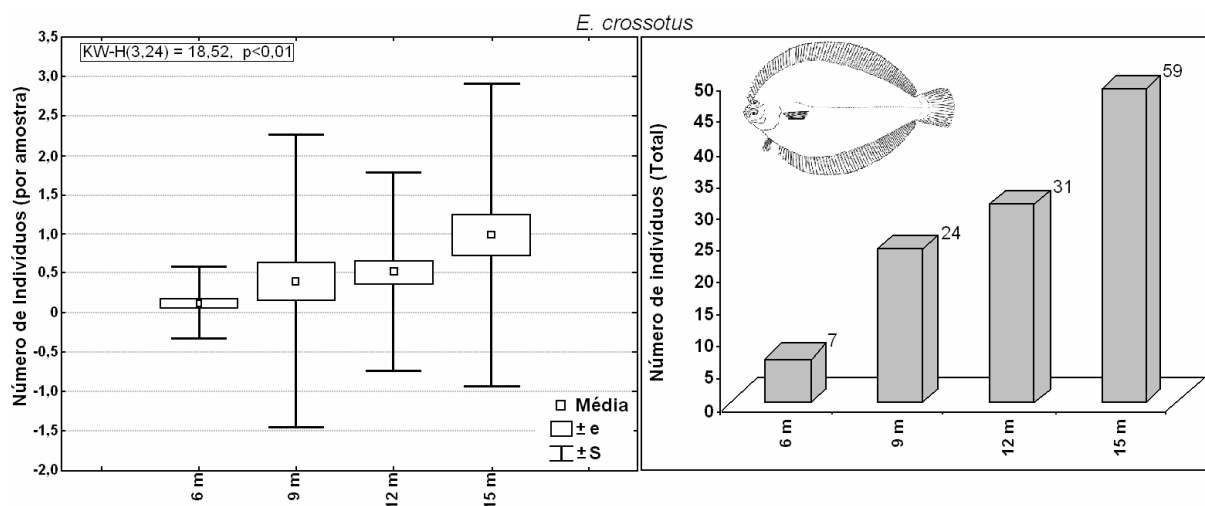 E. crossotus
KW-H(3,24) = 18,52, p<0,01
Número de Indivíduos (por amostra)
3,5
3,0
2,5
2,0
1,5
1,0
0,5
0
-0,5
-1,0
-1,5
-2,0
6 m
9 m
12 m
15 m
Média
± e
± S
Número de indivíduos (Total)
50
45
40
35
30
25
20
15
10
5
0
7
24
31
59
6 m
9 m
12 m
15 m